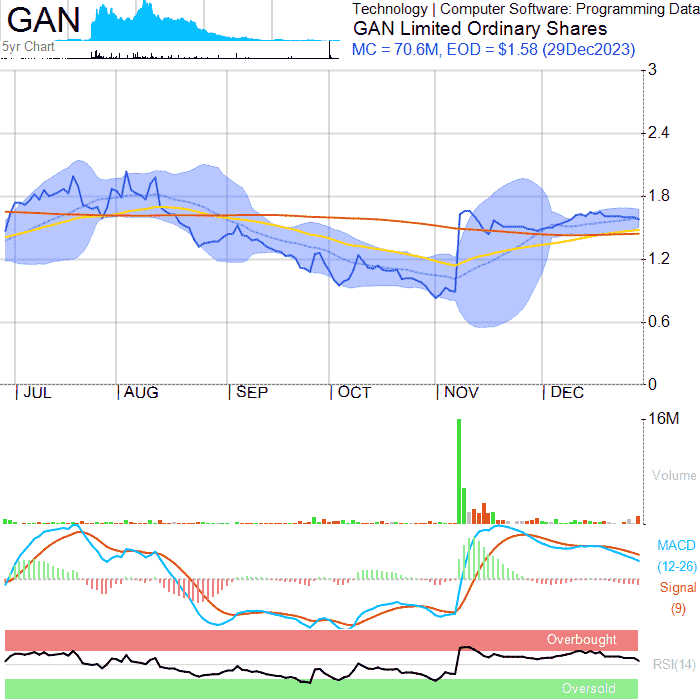 GAN
5yr Chart
Technology | Computer Software: Programming Data
GAN Limited Ordinary Shares
MC = 70.6M, EOD = $1.58 (29Dec2023)
3
2.4
1.8
1.2
0.6
0
JUL AUG SEP OCT NOV DEC
16M
Volume
MACD
(12-26)
Signal
(9)
Overbought
RSI(14)
Oversold